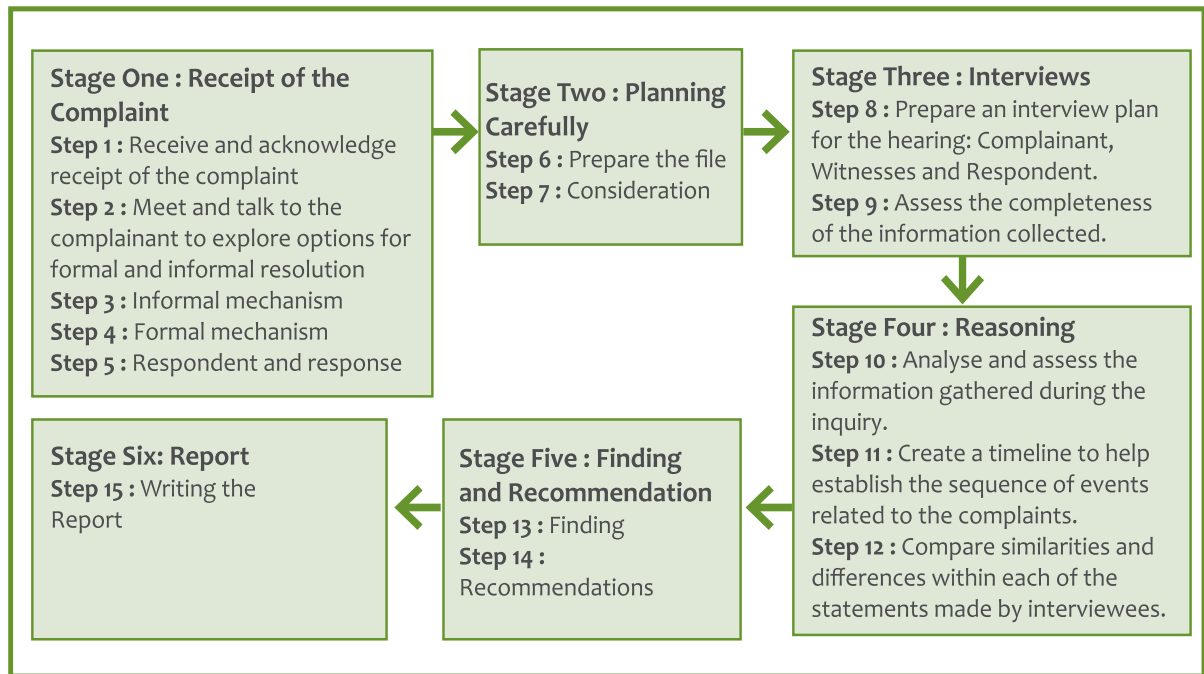 Stage One : Receipt of the
Complaint
Step 1 : Receive and acknowledge
receipt of the complaint
Step 2 : Meet and talk to the
complainant to explore options for
formal and informal resolution
Step 3 : Informal mechanism
Step 4 : Formal mechanism
Step 5 : Respondent and response
Stage Two : Planning
Carefully
Step 6 : Prepare the file
Step 7 : Consideration
Stage Three : Interviews
Step 8 : Prepare an interview plan
for the hearing: Complainant,
Witnesses and Respondent.
Step 9 : Assess the completeness
of the information collected.
Stage Four : Reasoning
Step 10 : Analyse and assess the
information gathered during the
inquiry.
Step 11 : Create a timeline to help
establish the sequence of events
related to the complaints.
Step 12 : Compare similarities and
differences within each of the
statements made by interviewees.
Stage Five : Finding
and Recommendation
Step 13 : Finding
Step 14 :
Recommendations
Stage Six: Report
Step 15 : Writing the
Report